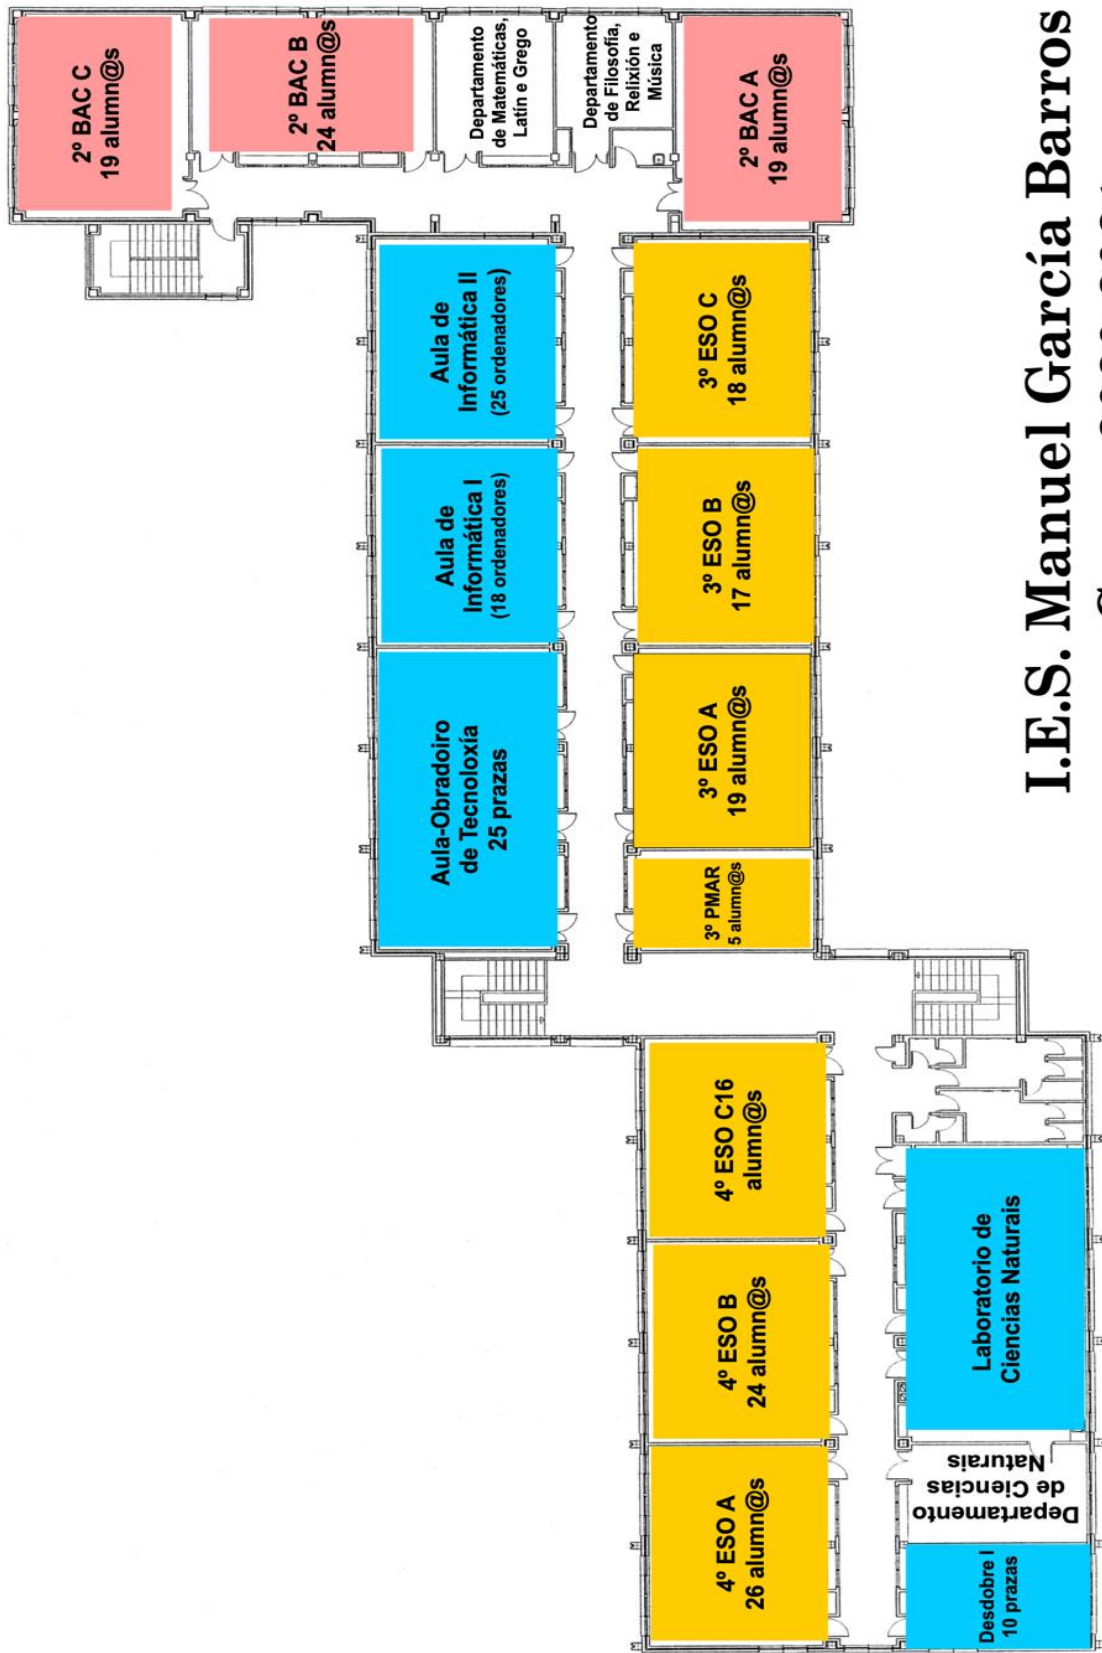 2º BAC C
19 alumn@s
2º BAC B
24 alumn@s
Departamento
de Matemáticas,
Latín e Grego
Departamento
de Filosofía,
Relixión e
Música
2º BAC A
19 alumn@s
Aula de
Informática II
(25 ordenadores)
3º ESO C
18 alumn@s
Aula de
Informática I
(18 ordenadores)
3º ESO B
17 alumn@s
Aula-Obradoiro
de Tecnoloxía
25 prazas
3º ESO A
19 alumn@s
3º PMAR
5 alumn@s
4º ESO C16
alumn@s
4º ESO B
24 alumn@s
4º ESO A
26 alumn@s
Laboratorio de
Ciencias Naturais
Departamento
de Ciencias
Naturais
Desdobre I
10 prazas
I.E.S. Manuel García Barros